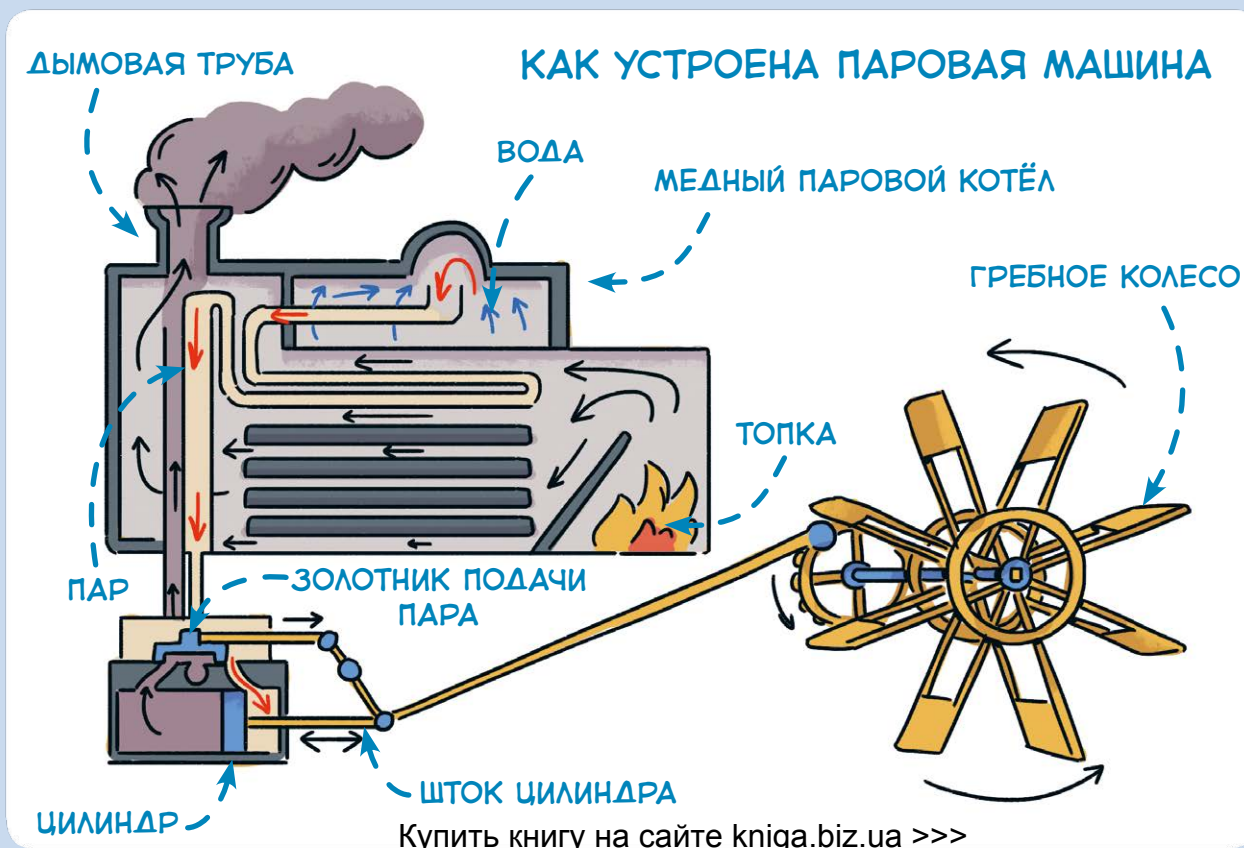 ДЫМОВАЯ ТРУБА
КАК УСТРОЕНА ПАРОВАЯ МАШИНА
ВОДА
МЕДНЫЙ ПАРОВОЙ КОТЁЛ
ГРЕБНОЕ КОЛЕСО
ТОПКА
ПАР
ЗОЛОТНИК ПОДАЧИ
ПАРА
ШТОК ЦИЛИНДРА
ЦИЛИНДР
Купить книгу на сайте kniga.biz.ua >>>